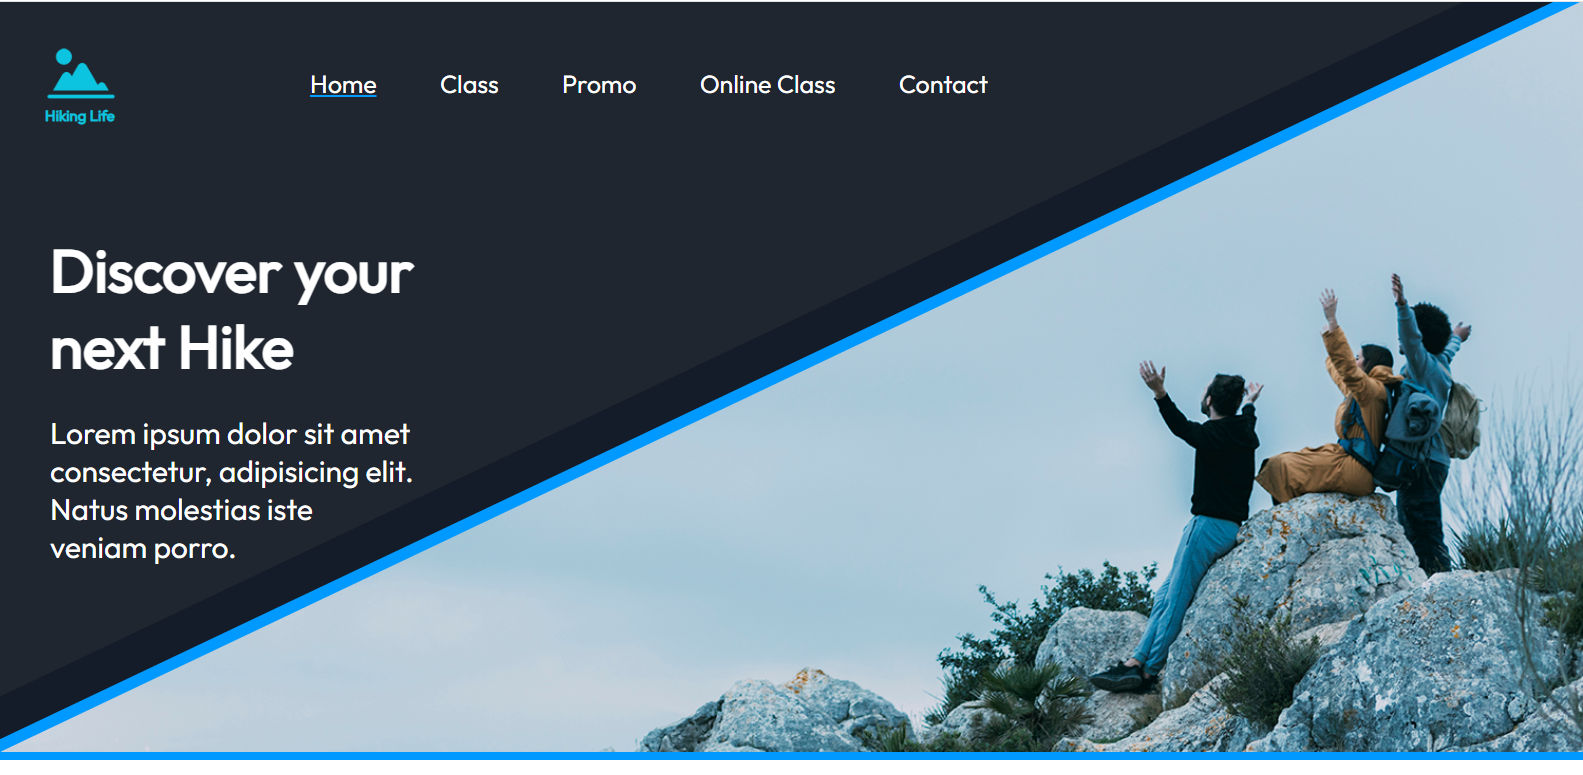 Hiking Life
Home
Class
Promo
Online Class
Contact
Discover your
next Hike
Lorem ipsum dolor sit amet
consectetur, adipisicing elit.
Natus molestias iste
veniam porro.